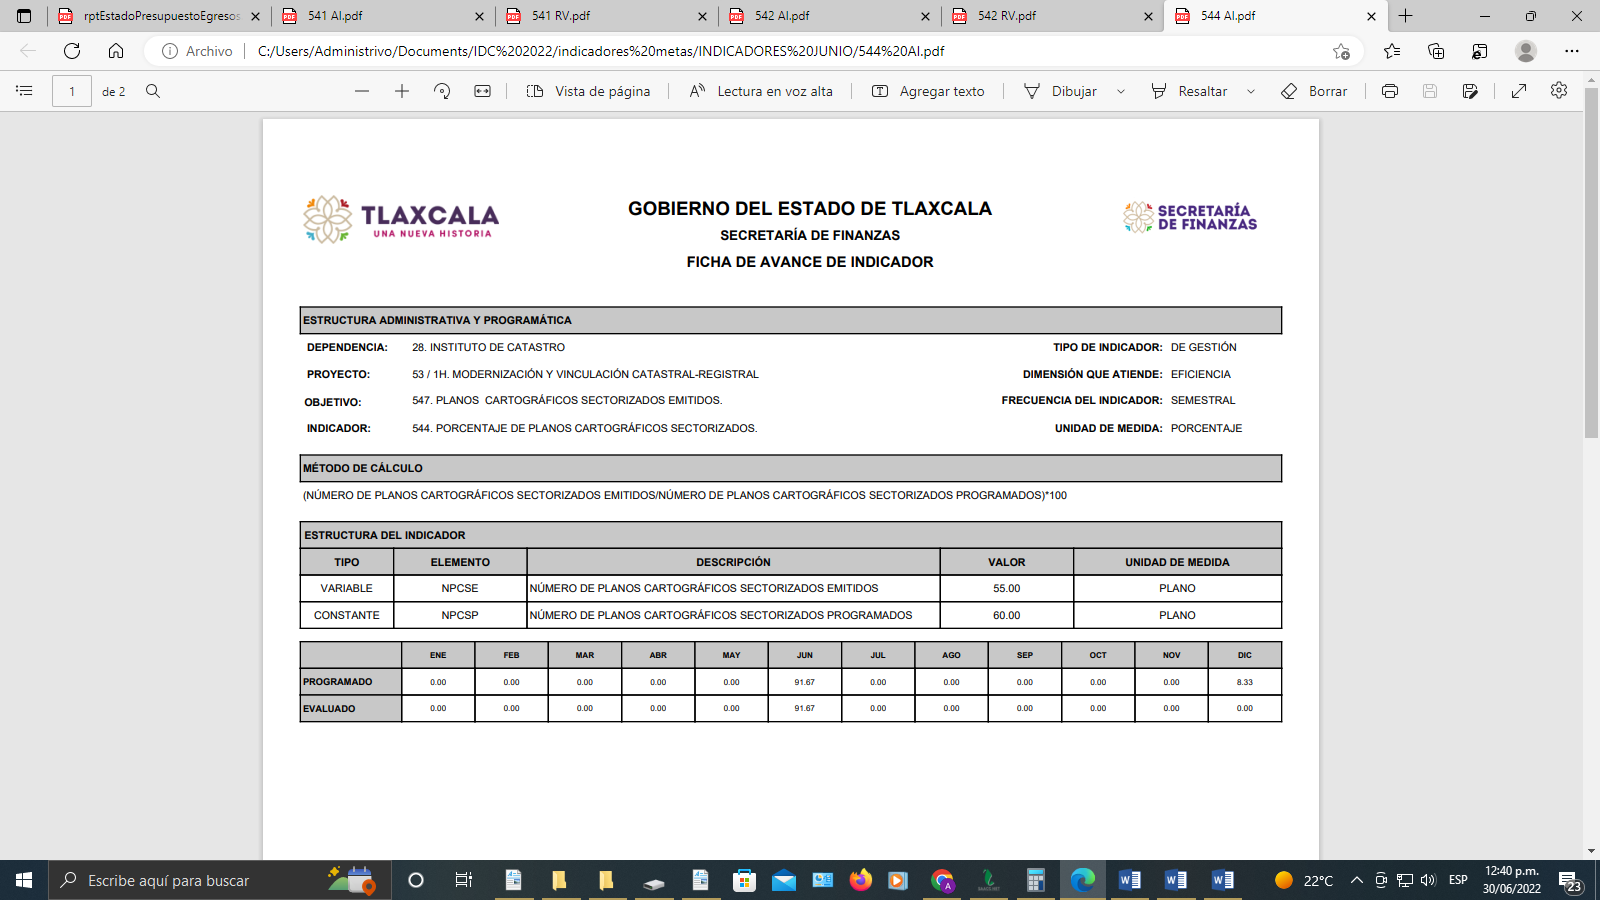 rptEstadoPresupuestoEgresos
541 AI.pdf
541 RV.pdf
542 AI.pdf
542 RV.pdf
544 AI.pdf
Archivo
C:/Users/Administrivo/Documents/IDC%202022/indicadores%20metas/INDICADORES%20JUNIO/544%20AI.pdf
1 de 2
Vista de página
Lectura en voz alta
Agregar texto
Dibujar
Resaltar
Borrar
TLAXCALA
UNA NUEVA HISTORIA
GOBIERNO DEL ESTADO DE TLAXCALA
SECRETARÍA DE FINANZAS
FICHA DE AVANCE DE INDICADOR
SECRETARÍA
DE FINANZAS
ESTRUCTURA ADMINISTRATIVA Y PROGRAMÁTICA
DEPENDENCIA: 28. INSTITUTO DE CATASTRO TIPO DE INDICADOR: DE GESTIÓN
PROYECTO: 53 / 1H. MODERNIZACIÓN Y VINCULACIÓN CATASTRAL-REGISTRAL DIMENSIÓN QUE ATIENDE: EFICIENCIA
OBJETIVO: 547. PLANOS CARTOGRÁFICOS SECTORIZADOS EMITIDOS. FRECUENCIA DEL INDICADOR: SEMESTRAL
INDICADOR: 544. PORCENTAJE DE PLANOS CARTOGRÁFICOS SECTORIZADOS. UNIDAD DE MEDIDA: PORCENTAJE
MÉTODO DE CÁLCULO
(NÚMERO DE PLANOS CARTOGRÁFICOS SECTORIZADOS EMITIDOS/NÚMERO DE PLANOS CARTOGRÁFICOS SECTORIZADOS PROGRAMADOS)*100
ESTRUCTURA DEL INDICADOR
TIPO ELEMENTO DESCRIPCIÓN VALOR UNIDAD DE MEDIDA
VARIABLE NPCSE NÚMERO DE PLANOS CARTOGRÁFICOS SECTORIZADOS EMITIDOS 55.00 PLANO
CONSTANTE NPCSP NÚMERO DE PLANOS CARTOGRÁFICOS SECTORIZADOS PROGRAMADOS 60.00 PLANO
ENE FEB MAR ABR MAY JUN JUL AGO SEP OCT NOV DIC
PROGRAMADO 0.00 0.00 0.00 0.00 0.00 91.67 0.00 0.00 0.00 0.00 0.00 8.33
EVALUADO 0.00 0.00 0.00 0.00 0.00 91.67 0.00 0.00 0.00 0.00 0.00 0.00
Escribe aquí para buscar
22°C
ESP
12:40 p.m.
30/06/2022
23